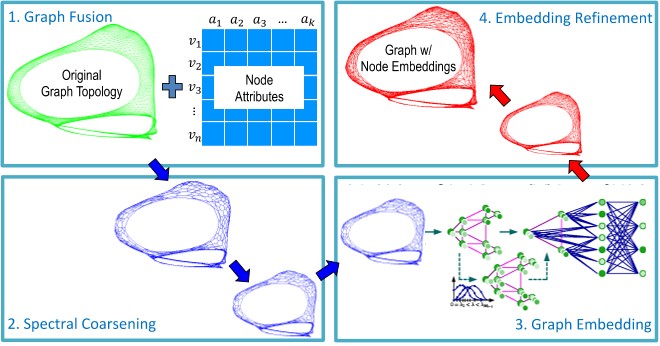 1. Graph Fusion
Original
Graph Topology
a₁ a₂ a₃ ... aₖ
v₁
v₂
v₃
⋮
vₙ
Node
Attributes
4. Embedding Refinement
Graph w/
Node Embeddings
2. Spectral Coarsening
3. Graph Embedding